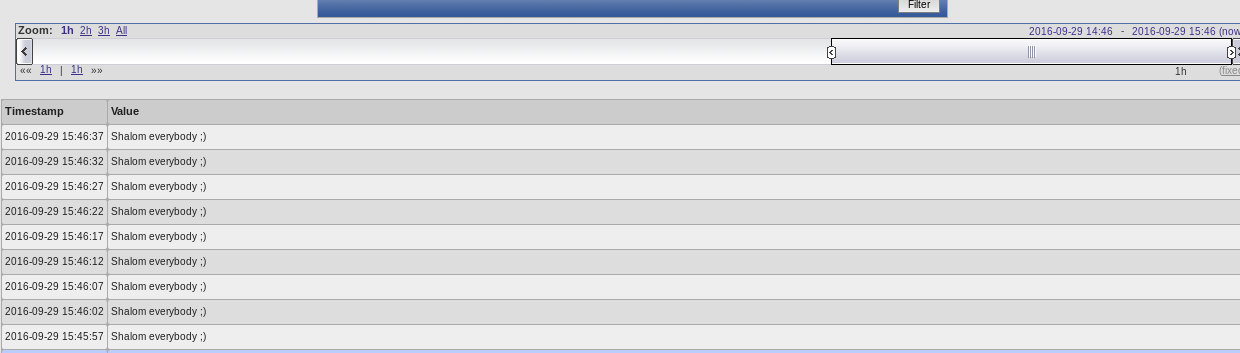 Filter
Zoom: 1h 2h 3h All 2016-09-29 14:46 - 2016-09-29 15:46 (now
«« 1h | 1h »» 1h (fixed
Timestamp Value
2016-09-29 15:46:37 Shalom everybody ;)
2016-09-29 15:46:32 Shalom everybody ;)
2016-09-29 15:46:27 Shalom everybody ;)
2016-09-29 15:46:22 Shalom everybody ;)
2016-09-29 15:46:17 Shalom everybody ;)
2016-09-29 15:46:12 Shalom everybody ;)
2016-09-29 15:46:07 Shalom everybody ;)
2016-09-29 15:46:02 Shalom everybody ;)
2016-09-29 15:45:57 Shalom everybody ;)